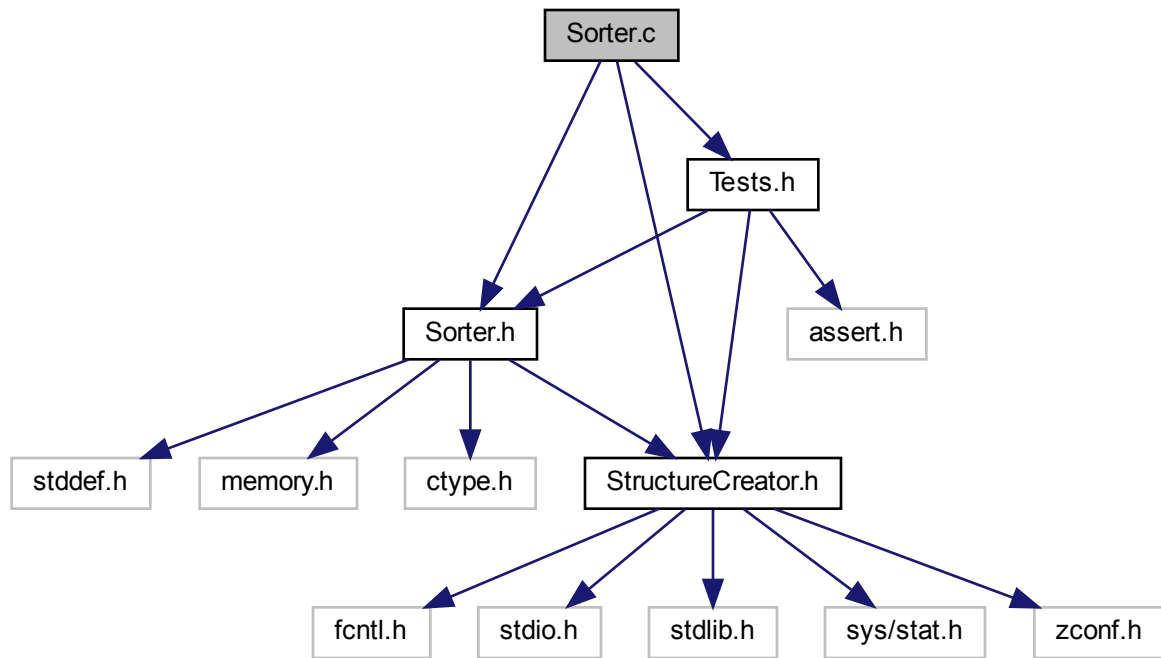 Sorter.c
Tests.h
Sorter.h
assert.h
stddef.h
memory.h
ctype.h
StructureCreator.h
fcntl.h
stdio.h
stdlib.h
sys/stat.h
zconf.h